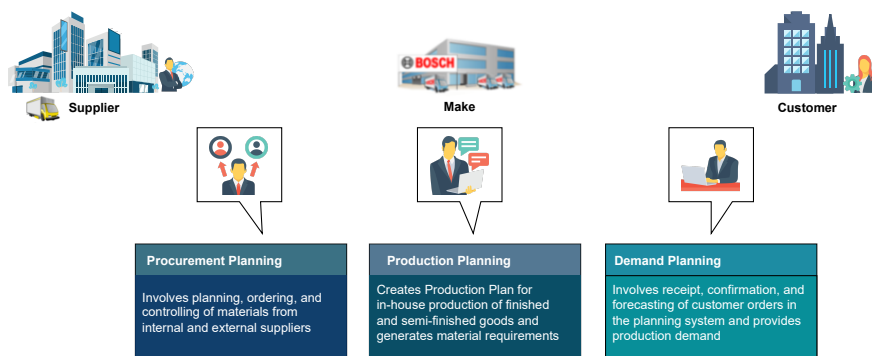 BOSCH
Supplier
Make
Customer
Procurement Planning
Involves planning, ordering, and
controlling of materials from
internal and external suppliers
Production Planning
Creates Production Plan for
in-house production of finished
and semi-finished goods and
generates material requirements
Demand Planning
Involves receipt, confirmation, and
forecasting of customer orders in
the planning system and provides
production demand